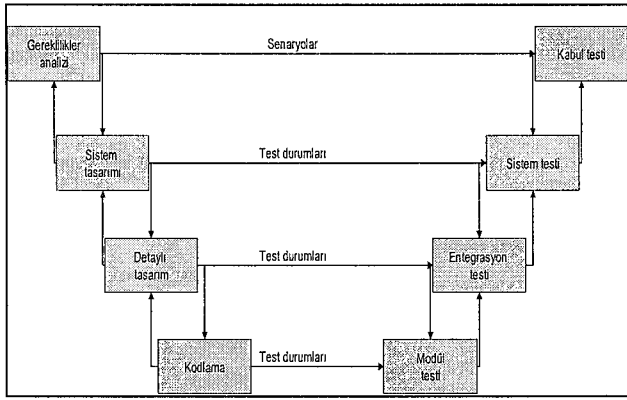 Gereklilikler
analizi
Senaryolar
Kabul testi
Sistem
tasarımı
Test durumları
Sistem testi
Detaylı
tasarım
Test durumları
Entegrasyon
testi
Kodlama
Test durumları
Modül
testi